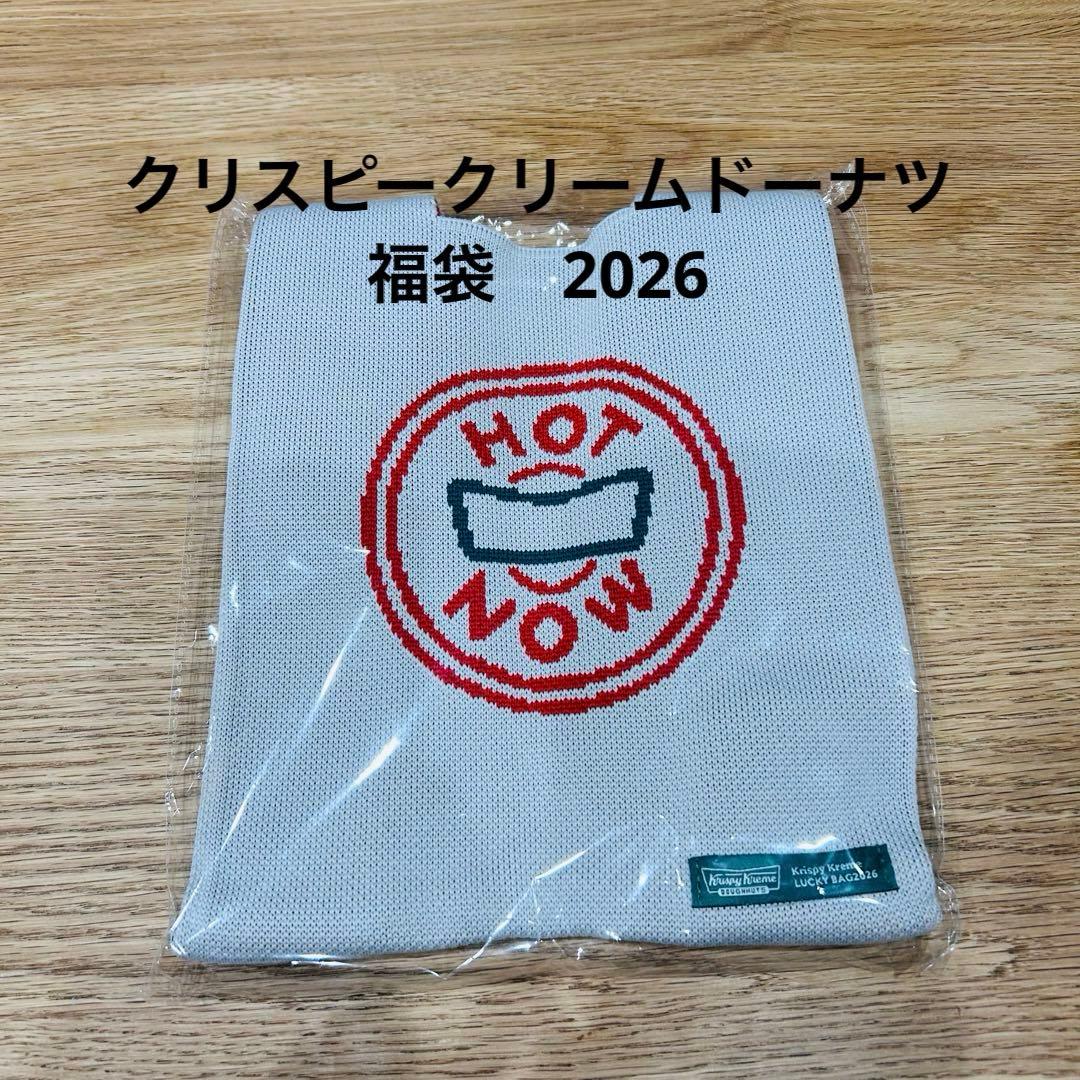 クリスピークリームドーナツ
福袋　2026
HOT
NOW
Krispy Kreme
DOUGHNUTS
Krispy Kreme
LUCKY BAG2026